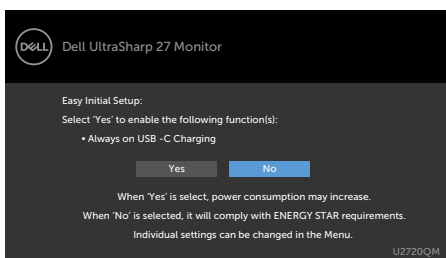 DELL
Dell UltraSharp 27 Monitor
Easy Initial Setup:
Select 'Yes' to enable the following function(s):
• Always on USB -C Charging
Yes
No
When 'Yes' is select, power consumption may increase.
When 'No' is selected, it will comply with ENERGY STAR requirements.
Individual settings can be changed in the Menu.
U2720QM